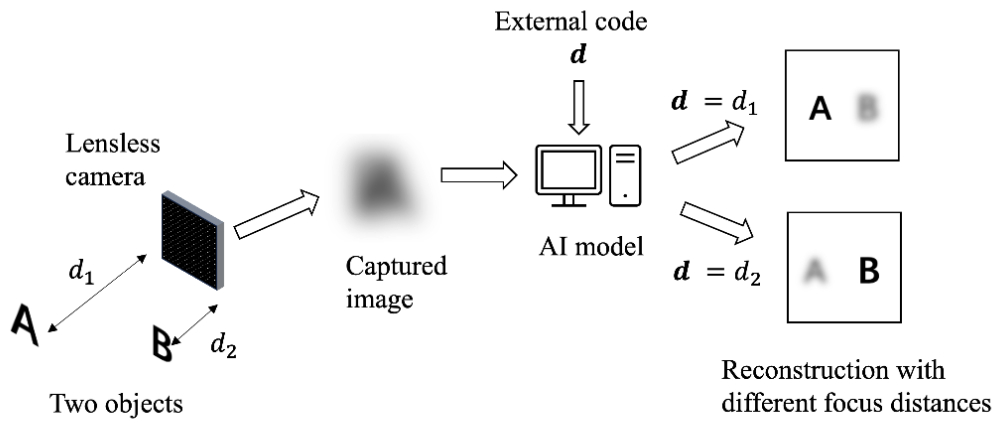 External code
d
Lensless
camera
d₁
A
B
d₂
Two objects
Captured
image
AI model
d = d₁
A B
d = d₂
A B
Reconstruction with
different focus distances